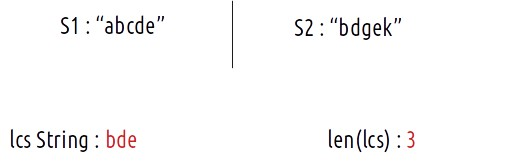 S1 : “abcde”
S2 : “bdgek”
lcs String : bde
len(lcs) : 3